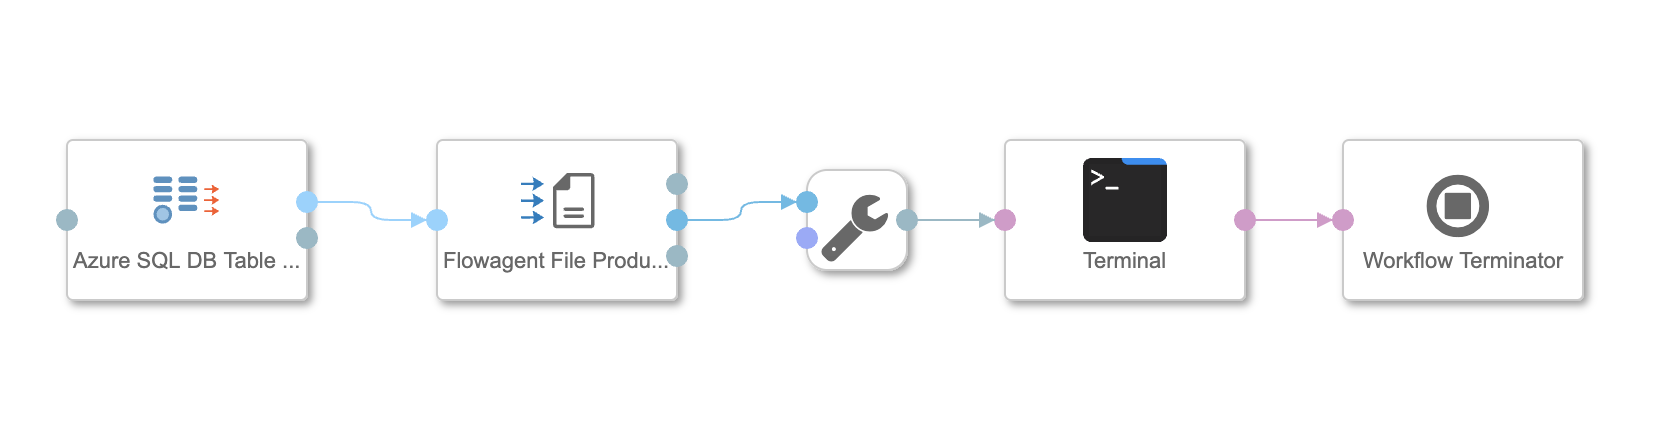 Azure SQL DB Table ...
Flowagent File Produ...
>_
Terminal
Workflow Terminator